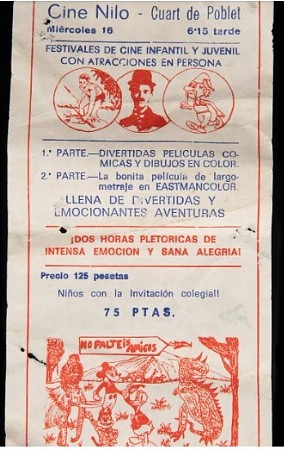 Cine Nilo - Cuart de Poblet
Miércoles 16 6'15 tarde
FESTIVALES DE CINE INFANTIL Y JUVENIL
CON ATRACCIONES EN PERSONA
1.ª PARTE.—DIVERTIDAS PELICULAS CO-
MICAS Y DIBUJOS EN COLOR.
2.ª PARTE.—La bonita película de largo-
metraje en EASTMANCOLOR.
LLENA DE DIVERTIDAS Y
EMOCIONANTES AVENTURAS
¡DOS HORAS PLETORICAS DE
INTENSA EMOCION Y SANA ALEGRIA!
Precio 125 pesetas
Niños con la Invitación colegial!
75 PTAS.
NO FALTEIS AMIGOS